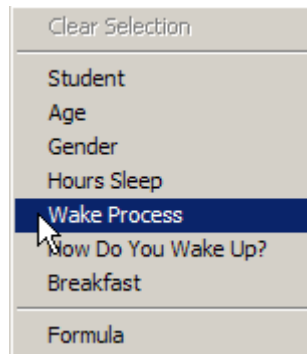 Clear Selection
Student
Age
Gender
Hours Sleep
Wake Process
How Do You Wake Up?
Breakfast
Formula